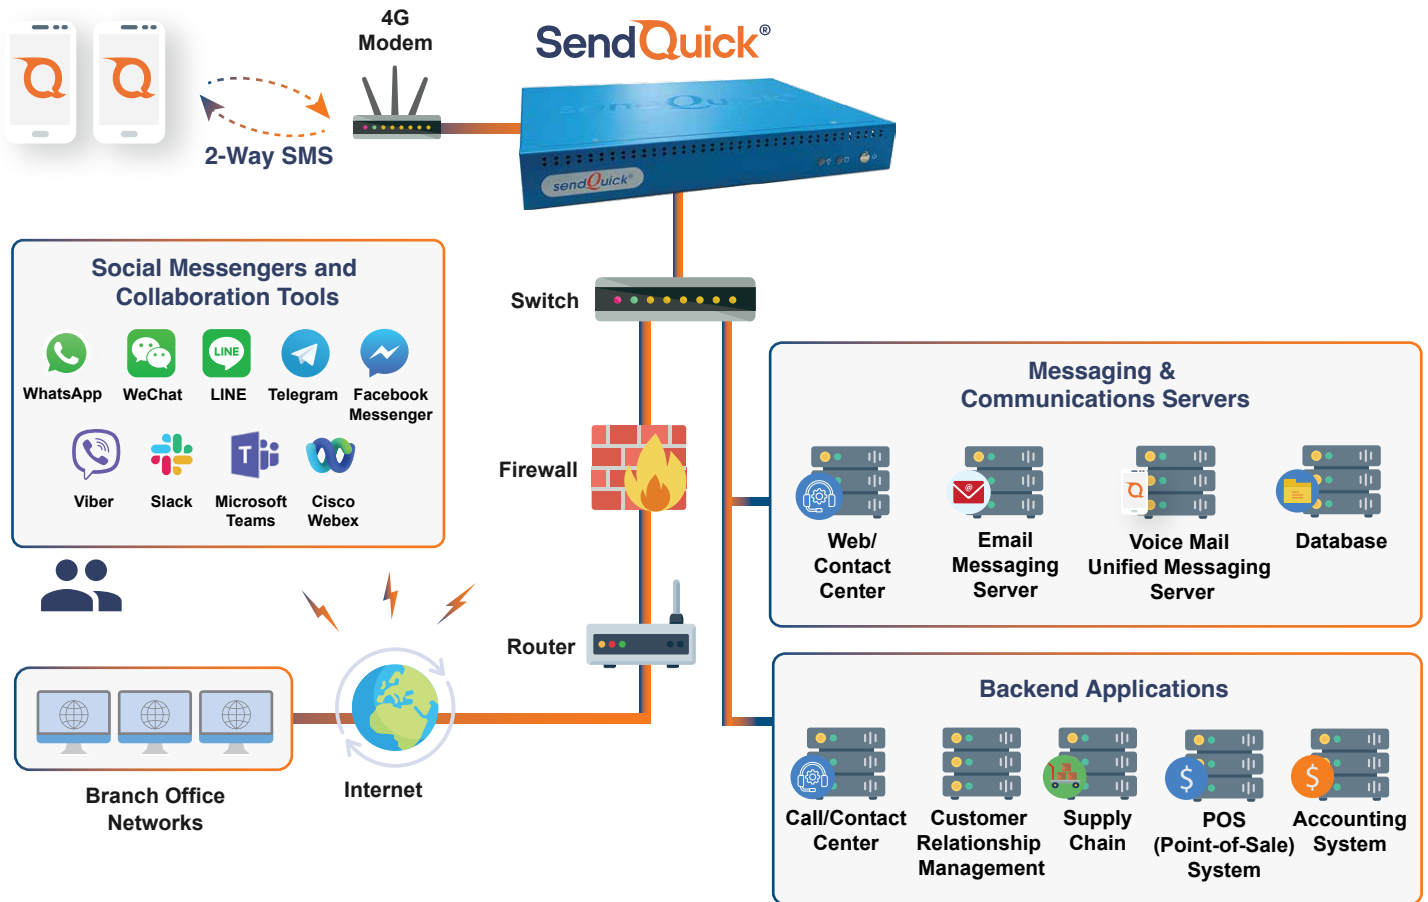 4G
Modem
SendQuick®
sendQuick
sendQuick®
2-Way SMS
Social Messengers and
Collaboration Tools
WhatsApp
WeChat
LINE
LINE
Telegram
Facebook
Messenger
Viber
Slack
T
Microsoft
Teams
Cisco
Webex
Switch
Firewall
Router
Internet
Branch Office
Networks
Messaging &
Communications Servers
Web/
Contact
Center
@
Email
Messaging
Server
Voice Mail
Unified Messaging
Server
Database
Backend Applications
Call/Contact
Center
Customer
Relationship
Management
Supply
Chain
$
POS
(Point-of-Sale)
System
$
Accounting
System